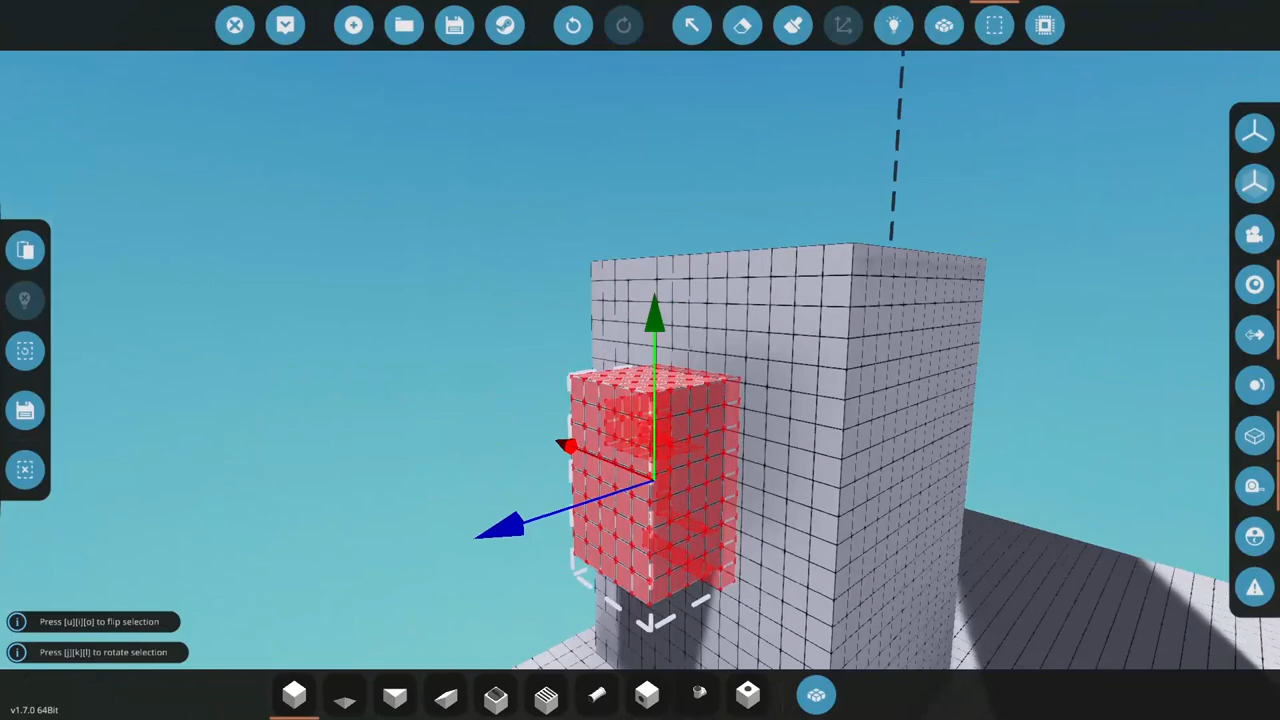 Press [u][i][o] to flip selection
Press [j][k][l] to rotate selection
v1.7.0 64Bit